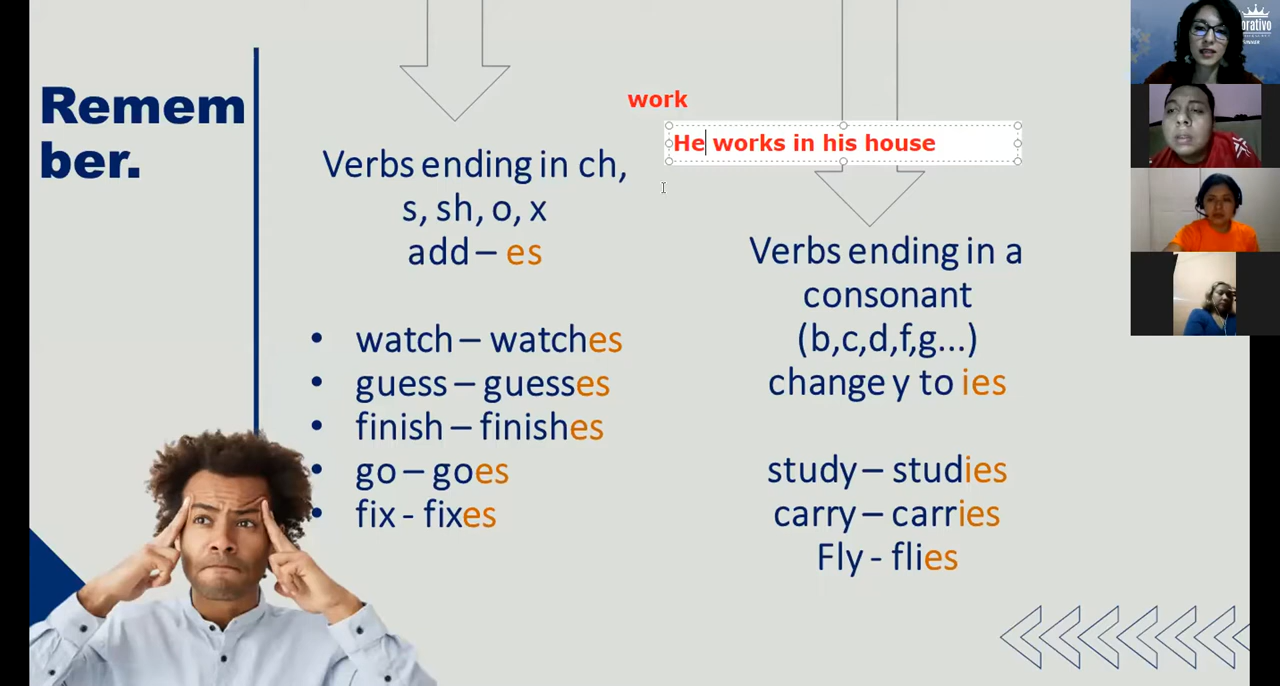 Remem
ber.
work
He works in his house
Verbs ending in ch,
s, sh, o, x
add – es
• watch – watches
• guess – guesses
• finish – finishes
• go – goes
• fix - fixes
Verbs ending in a
consonant
(b,c,d,f,g...)
change y to ies
study – studies
carry – carries
Fly - flies